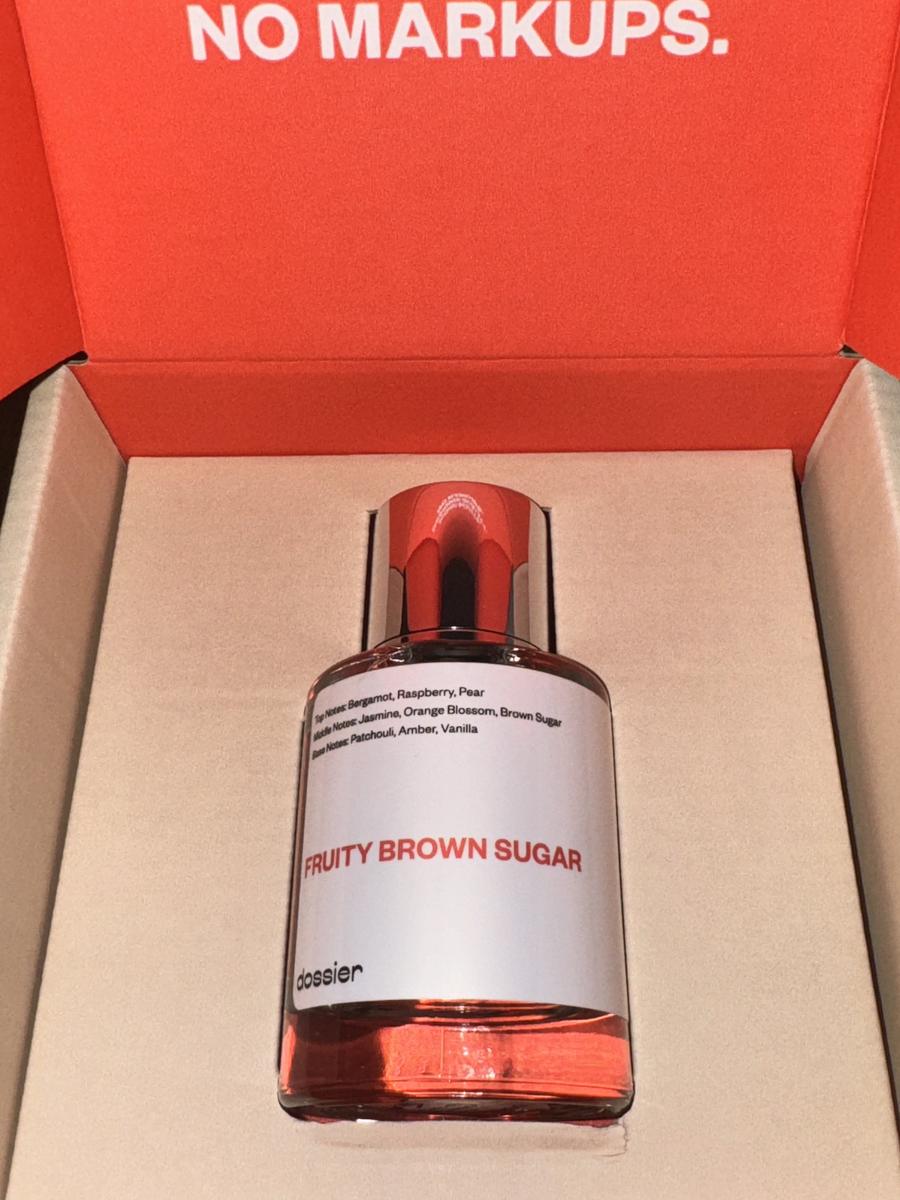 NO MARKUPS.
Top Notes: Bergamot, Raspberry, Pear
Middle Notes: Jasmine, Orange Blossom, Brown Sugar
Base Notes: Patchouli, Amber, Vanilla
FRUITY BROWN SUGAR
dossier